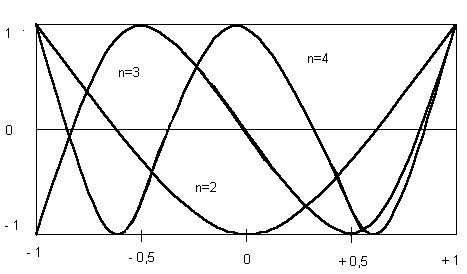 1
n=4
n=3
0
n=2
- 1
- 1
- 0,5
0
+ 0,5
+ 1